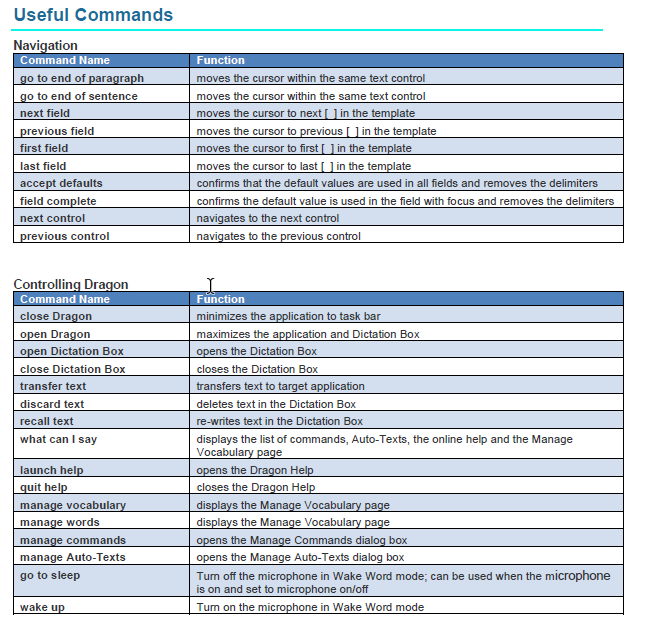 Useful Commands
Navigation
Command Name Function
go to end of paragraph moves the cursor within the same text control
go to end of sentence moves the cursor within the same text control
next field moves the cursor to next [ ] in the template
previous field moves the cursor to previous [ ] in the template
first field moves the cursor to first [ ] in the template
last field moves the cursor to last [ ] in the template
accept defaults confirms that the default values are used in all fields and removes the delimiters
field complete confirms the default value is used in the field with focus and removes the delimiters
next control navigates to the next control
previous control navigates to the previous control
Controlling Dragon
Command Name Function
close Dragon minimizes the application to task bar
open Dragon maximizes the application and Dictation Box
open Dictation Box opens the Dictation Box
close Dictation Box closes the Dictation Box
transfer text transfers text to target application
discard text deletes text in the Dictation Box
recall text re-writes text in the Dictation Box
what can I say displays the list of commands, Auto-Texts, the online help and the Manage
Vocabulary page
launch help opens the Dragon Help
quit help closes the Dragon Help
manage vocabulary displays the Manage Vocabulary page
manage words displays the Manage Vocabulary page
manage commands opens the Manage Commands dialog box
manage Auto-Texts opens the Manage Auto-Texts dialog box
go to sleep Turn off the microphone in Wake Word mode; can be used when the microphone
is on and set to microphone on/off
wake up Turn on the microphone in Wake Word mode